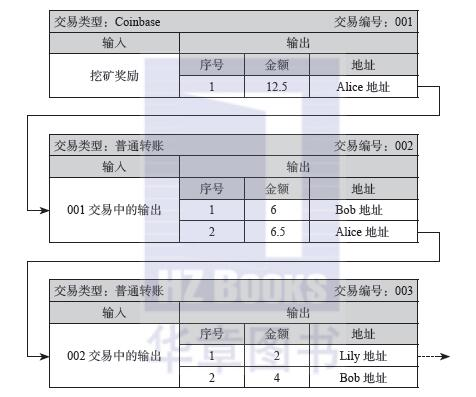 交易类型：Coinbase 交易编号：001
输入 输出
挖矿奖励
序号 金额 地址
1 12.5 Alice 地址
交易类型：普通转账 交易编号：002
输入 输出
001 交易中的输出
序号 金额 地址
1 6 Bob 地址
2 6.5 Alice 地址
交易类型：普通转账 交易编号：003
输入 输出
002 交易中的输出
序号 金额 地址
1 2 Lily 地址
2 4 Bob 地址
HZ BOOKS
华章图书